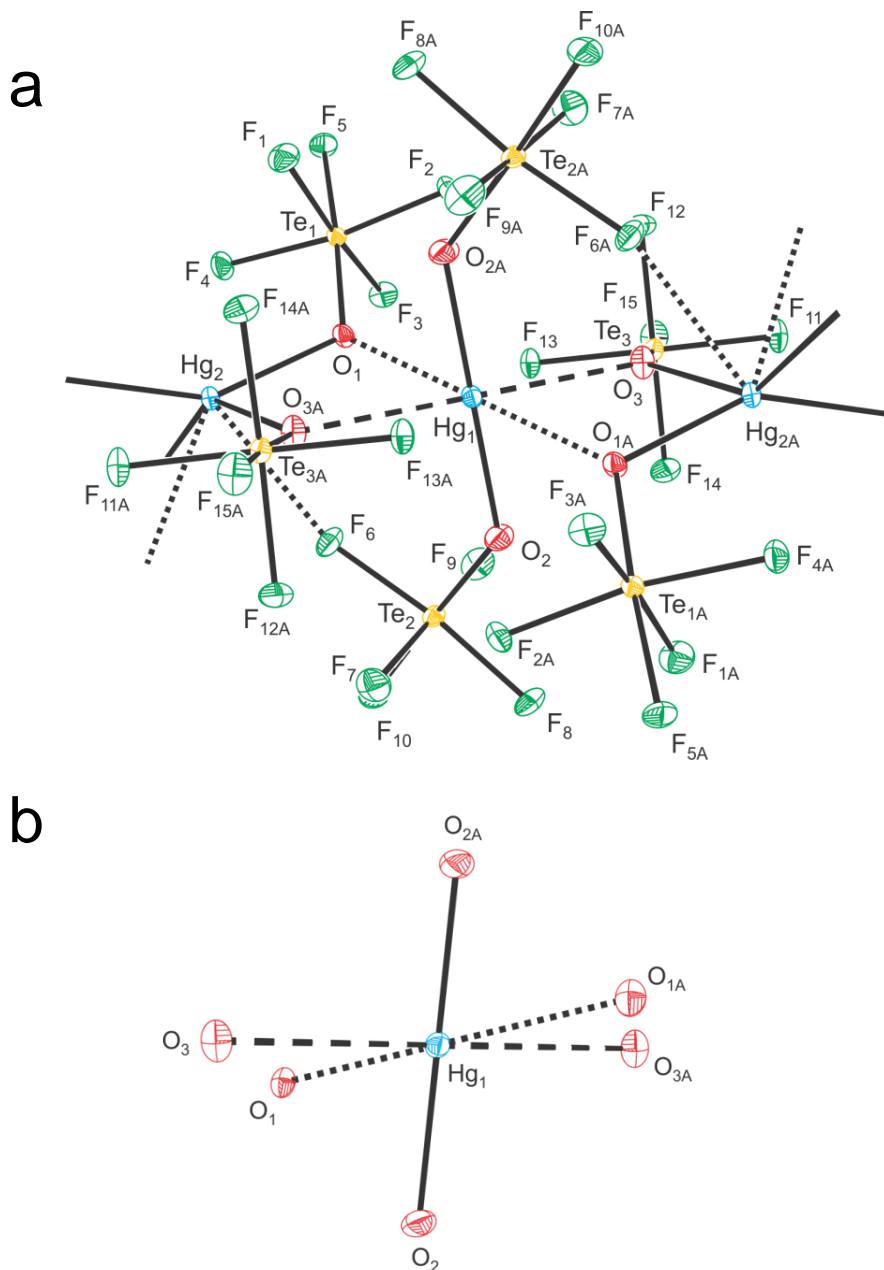 a
F8A
F10A
F7A
F1
F5
F2
Te2A
F9A
F12
Te1
F6A
O2A
F4
F14A
F3
F15
F11
F13
Te3
Hg2
O1
O3
O3A
Hg1
Hg2A
O1A
F11A
Te3A
F13A
F15A
F14
F3A
F6
F9
O2
F4A
F12A
Te2
Te1A
F2A
F7
F1A
F10
F8
F5A
b
O2A
O1A
O3
Hg1
O3A
O1
O2